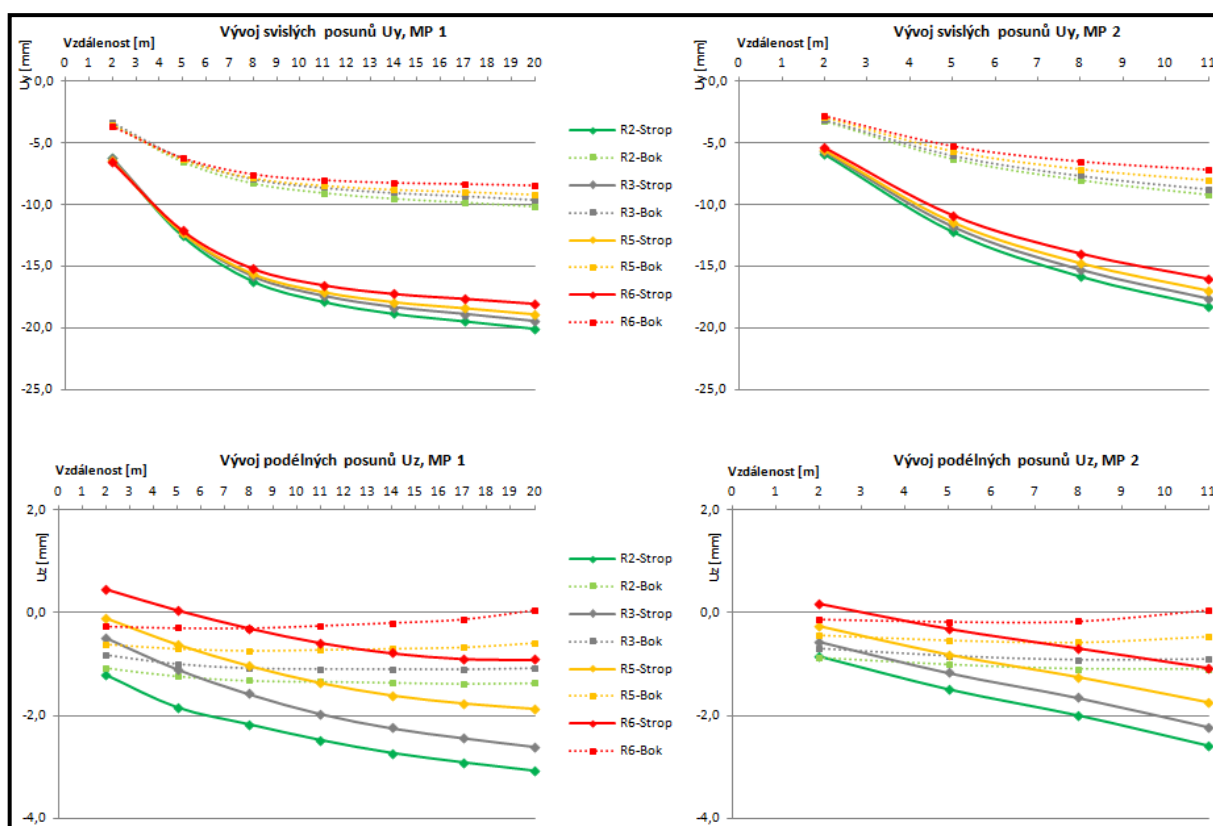 Vývoj svislých posunů Uy, MP 1
Vzdálenost [m]
Uy [mm]
0 1 2 3 4 5 6 7 8 9 10 11 12 13 14 15 16 17 18 19 20
0,0
-5,0
-10,0
-15,0
-20,0
-25,0
R2-Strop
R2-Bok
R3-Strop
R3-Bok
R5-Strop
R5-Bok
R6-Strop
R6-Bok
Vývoj svislých posunů Uy, MP 2
Vzdálenost [m]
Uy [mm]
0 1 2 3 4 5 6 7 8 9 10 11
0,0
-5,0
-10,0
-15,0
-20,0
-25,0
Vývoj podélných posunů Uz, MP 1
Vzdálenost [m]
Uz [mm]
0 1 2 3 4 5 6 7 8 9 10 11 12 13 14 15 16 17 18 19 20
2,0
0,0
-2,0
-4,0
R2-Strop
R2-Bok
R3-Strop
R3-Bok
R5-Strop
R5-Bok
R6-Strop
R6-Bok
Vývoj podélných posunů Uz, MP 2
Vzdálenost [m]
Uz [mm]
0 1 2 3 4 5 6 7 8 9 10 11
2,0
0,0
-2,0
-4,0